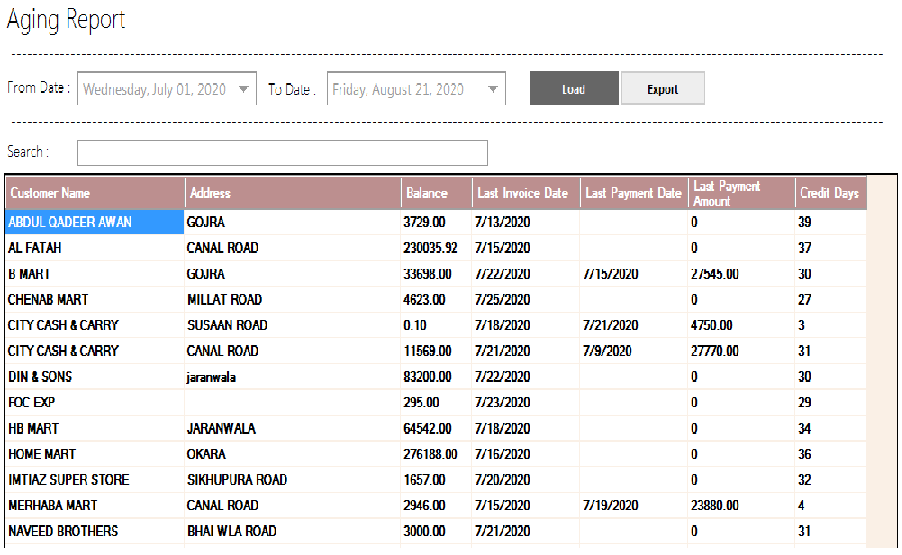 Aging Report
From Date : Wednesday, July 01, 2020 To Date : Friday, August 21, 2020 Load Export
Search :
Customer Name Address Balance Last Invoice Date Last Payment Date Last Payment Amount Credit Days
ABDUL QADEER AWAN GOJRA 3729.00 7/13/2020 0 39
AL FATAH CANAL ROAD 230035.92 7/15/2020 0 37
B MART GOJRA 33698.00 7/22/2020 7/15/2020 27545.00 30
CHENAB MART MILLAT ROAD 4623.00 7/25/2020 0 27
CITY CASH & CARRY SUSAAN ROAD 0.10 7/18/2020 7/21/2020 4750.00 3
CITY CASH & CARRY CANAL ROAD 11569.00 7/21/2020 7/9/2020 27770.00 31
DIN & SONS jaranwala 83200.00 7/22/2020 0 30
FOC EXP 295.00 7/23/2020 0 29
HB MART JARANWALA 64542.00 7/18/2020 0 34
HOME MART OKARA 276188.00 7/16/2020 0 36
IMTIAZ SUPER STORE SIKHUPURA ROAD 1657.00 7/20/2020 0 32
MERHABA MART CANAL ROAD 2946.00 7/15/2020 7/19/2020 23880.00 4
NAVEED BROTHERS BHAI WLA ROAD 3000.00 7/21/2020 0 31